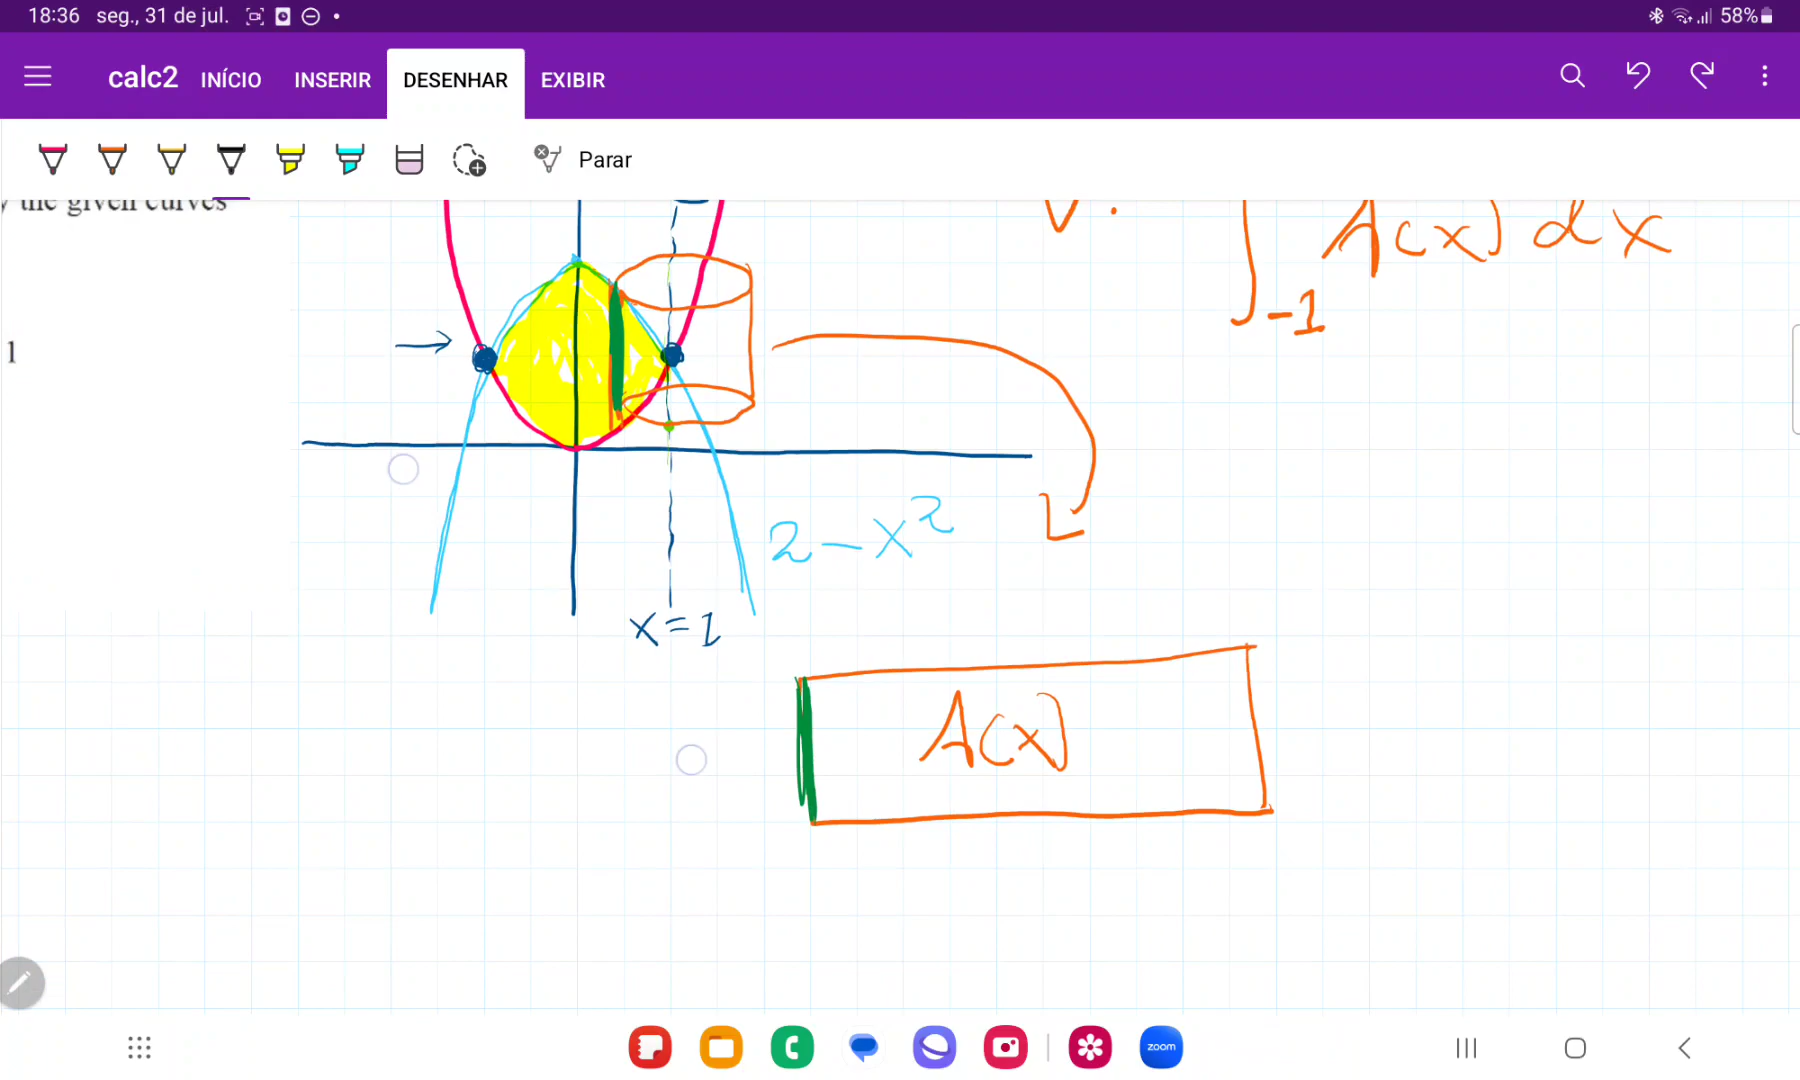 18:36 seg., 31 de jul. 58%
calc2 INÍCIO INSERIR DESENHAR EXIBIR
Parar
the given curves
V : ∫ A(x) dx
-1
1
2 - x²
x = 1
A(x)
zoom